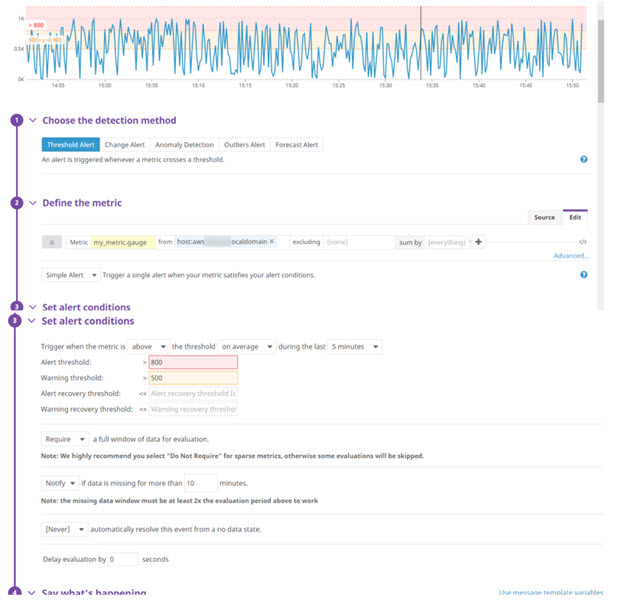 1K
> 800
500 > y <= 800
0.5K
0K
14:55 15:00 15:05 15:10 15:15 15:20 15:25 15:30 15:35 15:40 15:45 15:50
1 Choose the detection method
Threshold Alert Change Alert Anomaly Detection Outliers Alert Forecast Alert
An alert is triggered whenever a metric crosses a threshold. ?
2 Define the metric
Source Edit
a Metric my_metric.gauge from host:aws ocaldomain × excluding (none) sum by (everything) + </>
Advanced...
Simple Alert Trigger a single alert when your metric satisfies your alert conditions. ?
3 Set alert conditions
3 Set alert conditions
Trigger when the metric is above the threshold on average during the last 5 minutes
Alert threshold: > 800
Warning threshold: > 500
Alert recovery threshold: <= Alert recovery threshold (
Warning recovery threshold: <= Warning recovery threshol
Require a full window of data for evaluation.
Note: We highly recommend you select "Do Not Require" for sparse metrics, otherwise some evaluations will be skipped.
Notify if data is missing for more than 10 minutes.
Note: the missing data window must be at least 2x the evaluation period above to work
[Never] automatically resolve this event from a no data state.
Delay evaluation by 0 seconds
4 Say what's happening Use message template variables